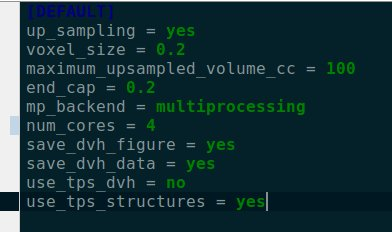 [DEFAULT]
up_sampling = yes
voxel_size = 0.2
maximum_upsampled_volume_cc = 100
end_cap = 0.2
mp_backend = multiprocessing
num_cores = 4
save_dvh_figure = yes
save_dvh_data = yes
use_tps_dvh = no
use_tps_structures = yes